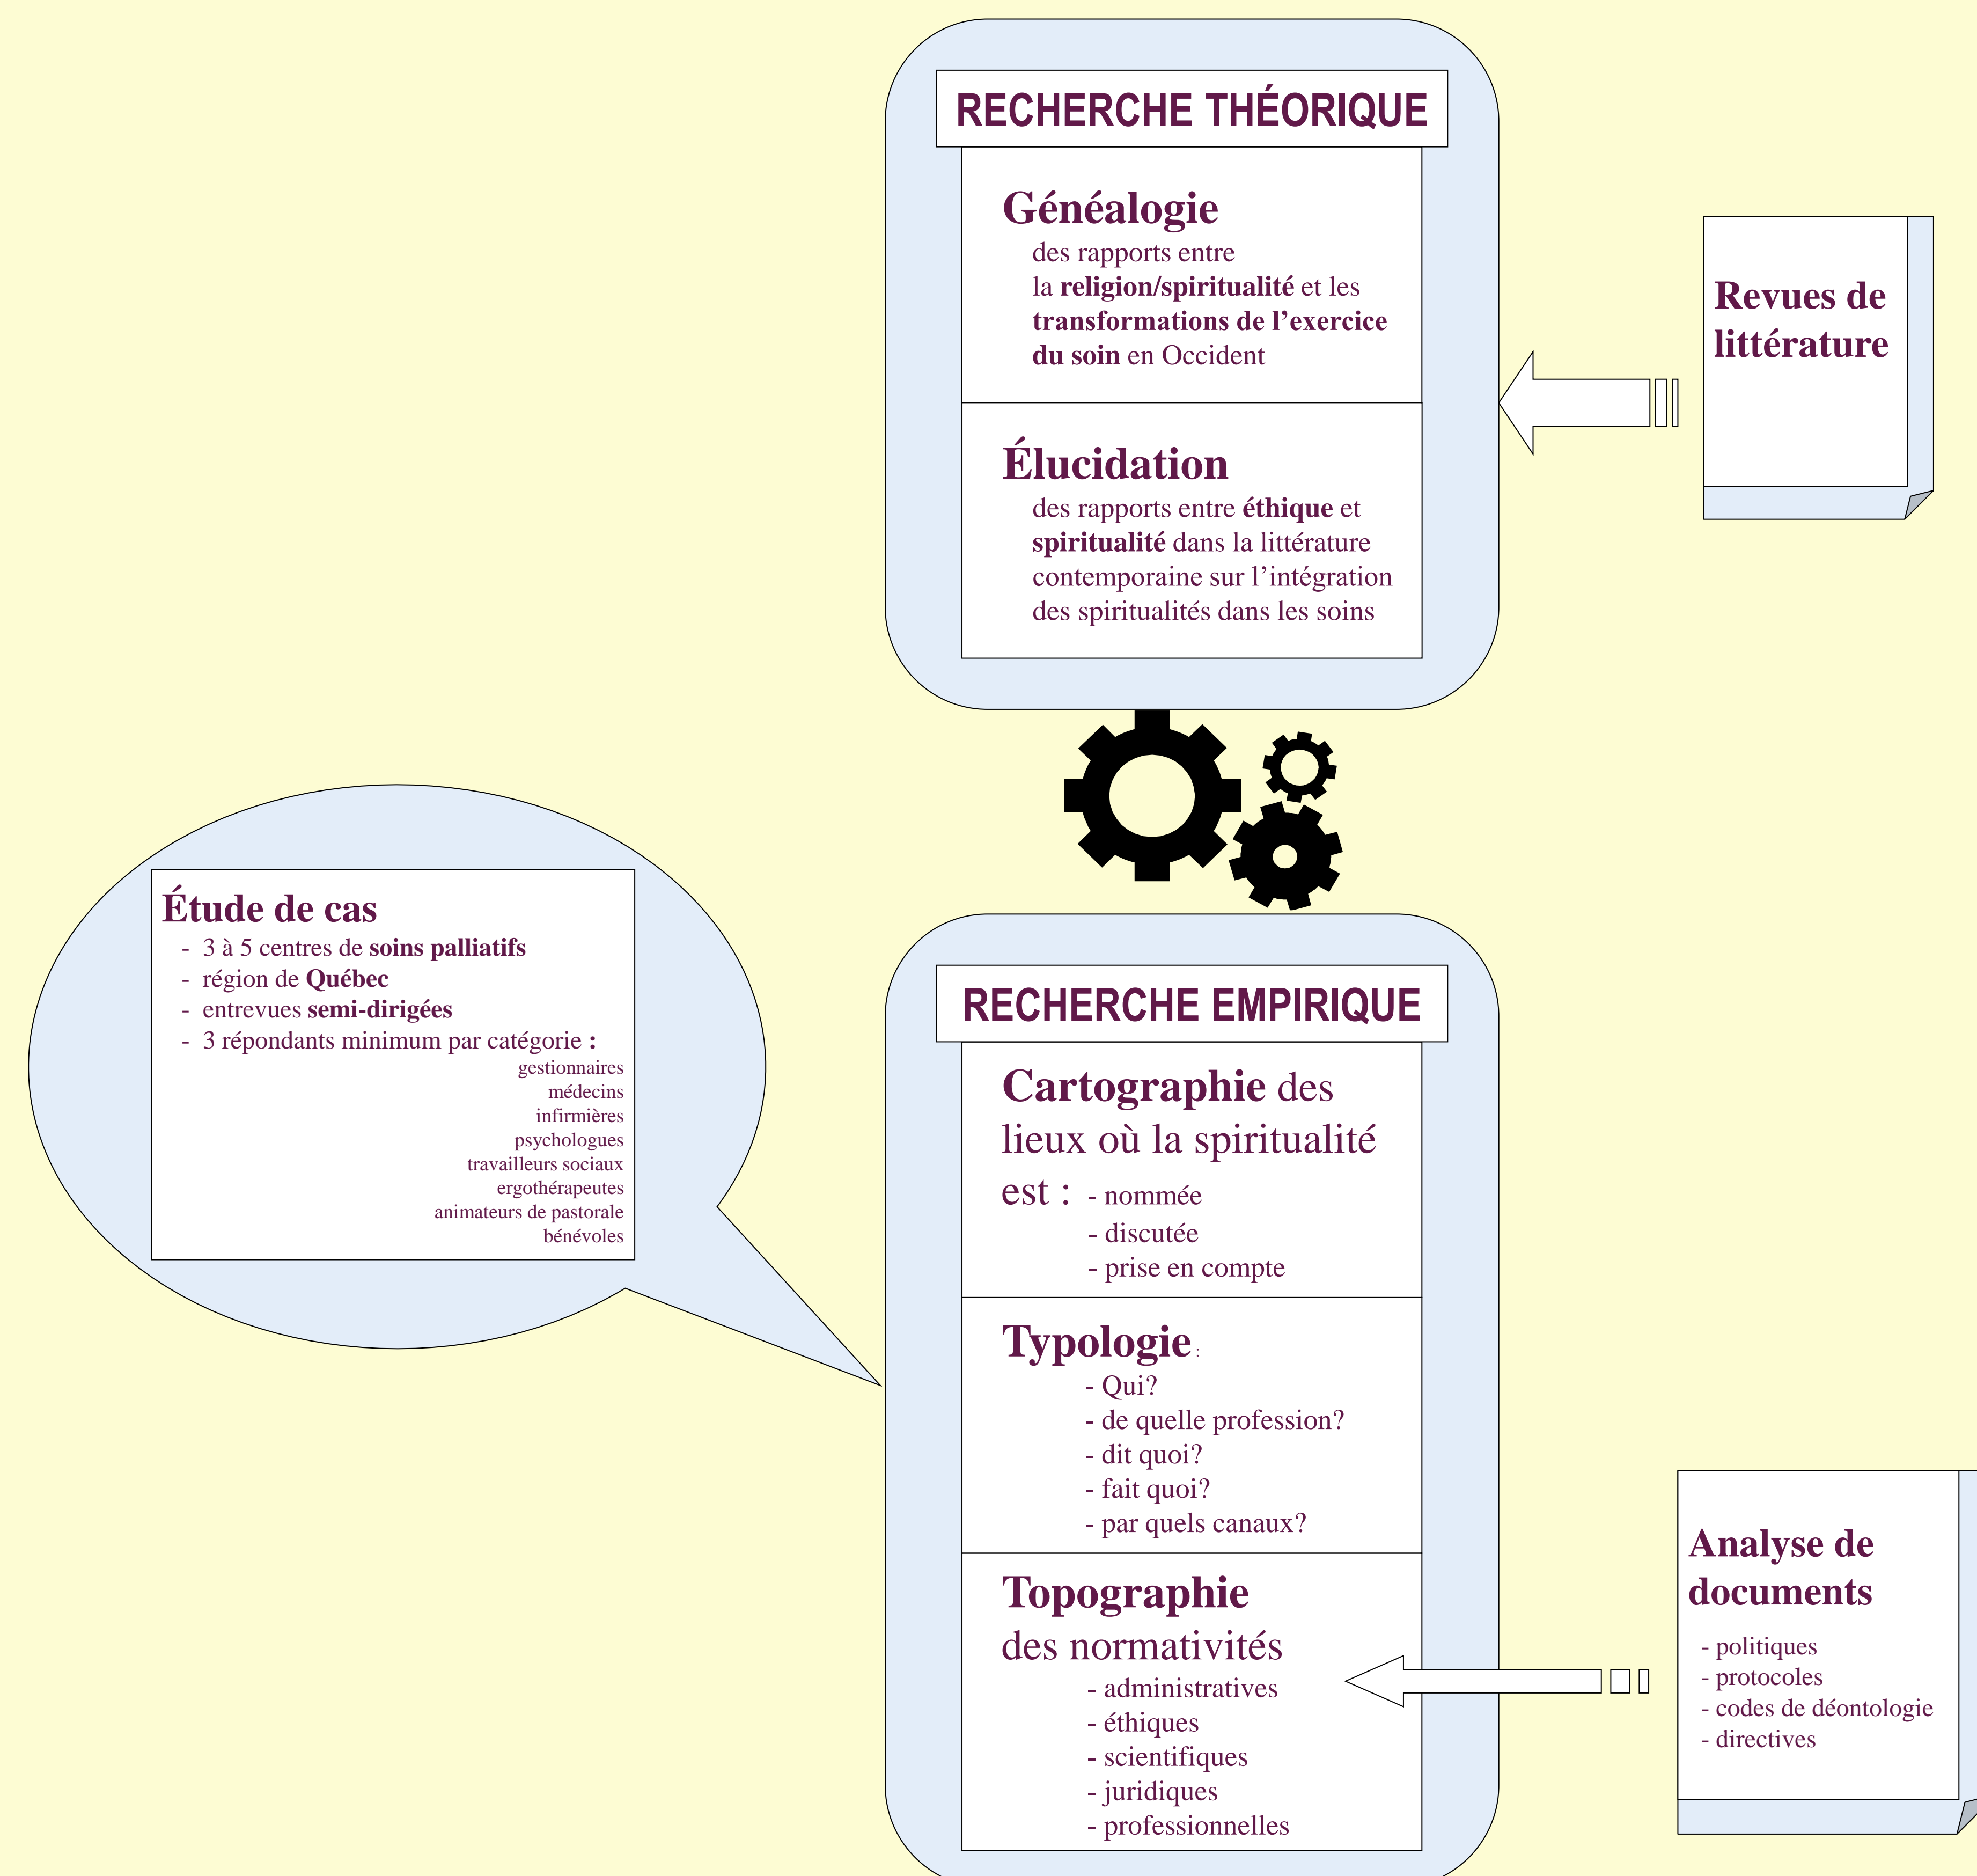 RECHERCHE THÉORIQUE
Généalogie
des rapports entre
la religion/spiritualité et les
transformations de l’exercice
du soin en Occident
Élucidation
des rapports entre éthique et
spiritualité dans la littérature
contemporaine sur l’intégration
des spiritualités dans les soins
Revues de
littérature
Étude de cas
- 3 à 5 centres de soins palliatifs
- région de Québec
- entrevues semi-dirigées
- 3 répondants minimum par catégorie :
gestionnaires
médecins
infirmières
psychologues
travailleurs sociaux
ergothérapeutes
animateurs de pastorale
bénévoles
RECHERCHE EMPIRIQUE
Cartographie des
lieux où la spiritualité
est : - nommée
- discutée
- prise en compte
Typologie :
- Qui?
- de quelle profession?
- dit quoi?
- fait quoi?
- par quels canaux?
Topographie
des normativités
- administratives
- éthiques
- scientifiques
- juridiques
- professionnelles
Analyse de
documents
- politiques
- protocoles
- codes de déontologie
- directives